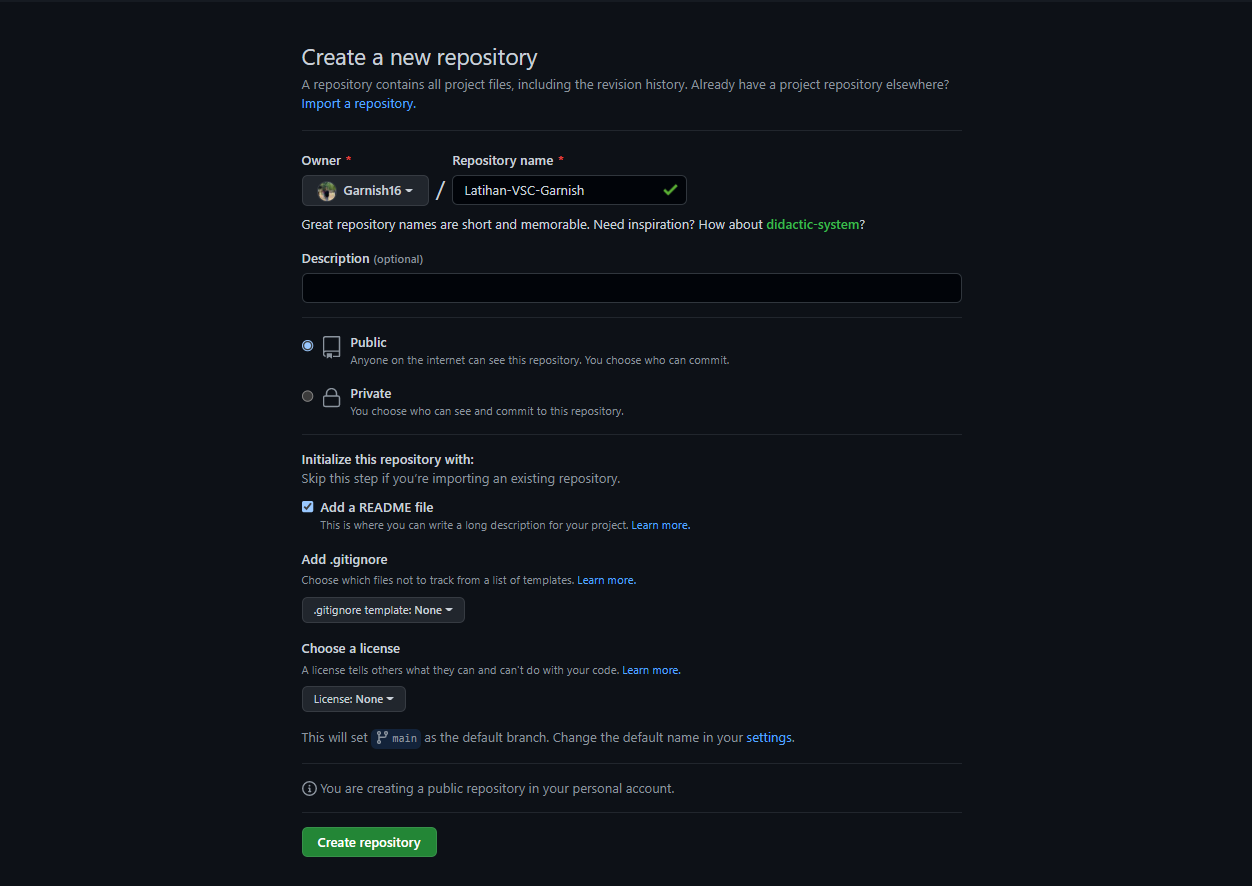 Create a new repository
A repository contains all project files, including the revision history. Already have a project repository elsewhere?
Import a repository.
Owner * Repository name *
Garnish16 / Latihan-VSC-Garnish
Great repository names are short and memorable. Need inspiration? How about didactic-system?
Description (optional)
Public
Anyone on the internet can see this repository. You choose who can commit.
Private
You choose who can see and commit to this repository.
Initialize this repository with:
Skip this step if you're importing an existing repository.
Add a README file
This is where you can write a long description for your project. Learn more.
Add .gitignore
Choose which files not to track from a list of templates. Learn more.
.gitignore template: None
Choose a license
A license tells others what they can and can't do with your code. Learn more.
License: None
This will set main as the default branch. Change the default name in your settings.
You are creating a public repository in your personal account.
Create repository